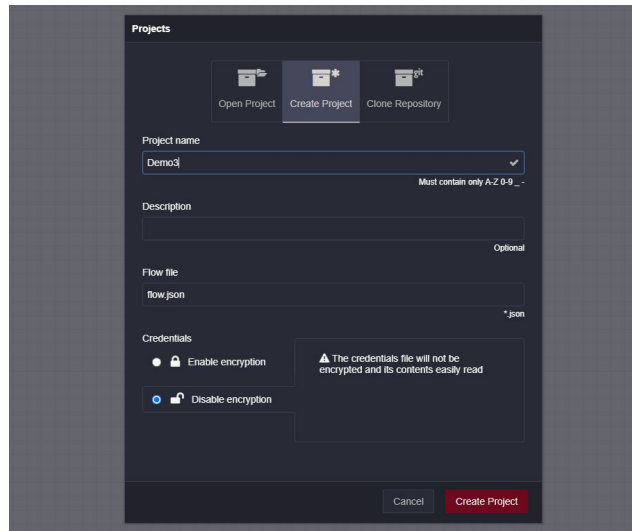 Projects
git
Open Project Create Project Clone Repository
Project name
Demo3
Must contain only A-Z 0-9 _ -
Description
Optional
Flow file
flow.json
*.json
Credentials
Enable encryption
Disable encryption
The credentials file will not be
encrypted and its contents easily read
Cancel Create Project